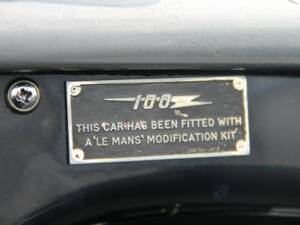 100
THIS CAR HAS BEEN FITTED WITH
A 'LE MANS' MODIFICATION KIT